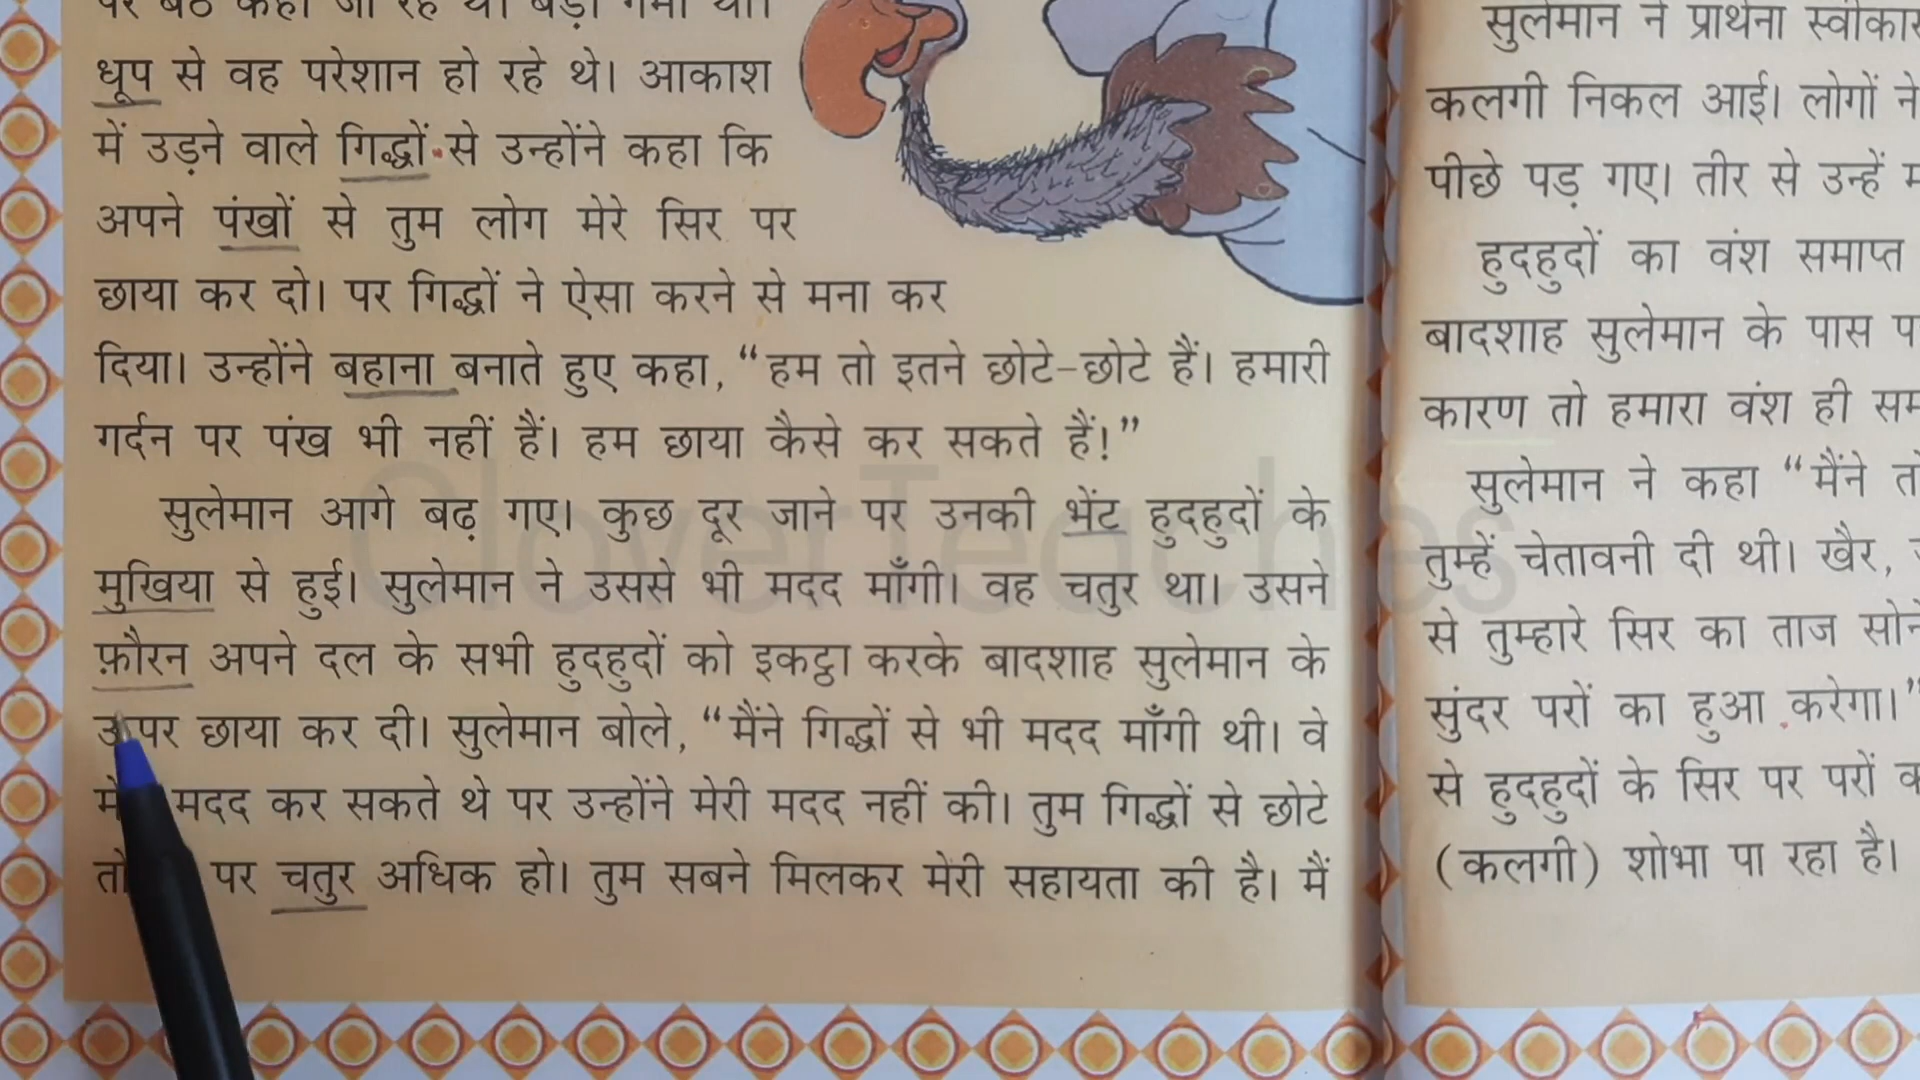 धूप से वह परेशान हो रहे थे। आकाश
में उड़ने वाले गिद्धों से उन्होंने कहा कि
अपने पंखों से तुम लोग मेरे सिर पर
छाया कर दो। पर गिद्धों ने ऐसा करने से मना कर
दिया। उन्होंने बहाना बनाते हुए कहा, “हम तो इतने छोटे-छोटे हैं। हमारी
गर्दन पर पंख भी नहीं हैं। हम छाया कैसे कर सकते हैं!”
सुलेमान आगे बढ़ गए। कुछ दूर जाने पर उनकी भेंट हुदहुदों के
मुखिया से हुई। सुलेमान ने उससे भी मदद माँगी। वह चतुर था। उसने
फ़ौरन अपने दल के सभी हुदहुदों को इकट्ठा करके बादशाह सुलेमान के
पर छाया कर दी। सुलेमान बोले, “मैंने गिद्धों से भी मदद माँगी थी। वे
मदद कर सकते थे पर उन्होंने मेरी मदद नहीं की। तुम गिद्धों से छोटे
पर चतुर अधिक हो। तुम सबने मिलकर मेरी सहायता की है। मैं
CloverTeaches
सुलेमान ने प्रार्थना स्वीकार
कलगी निकल आई। लोगों ने
पीछे पड़ गए। तीर से उन्हें
हुदहुदों का वंश समाप्त
बादशाह सुलेमान के पास
कारण तो हमारा वंश ही
सुलेमान ने कहा “मैंने
तुम्हें चेतावनी दी थी। खैर,
से तुम्हारे सिर का ताज
सुंदर परों का हुआ करेगा।”
से हुदहुदों के सिर पर परों
(कलगी) शोभा पा रहा है।